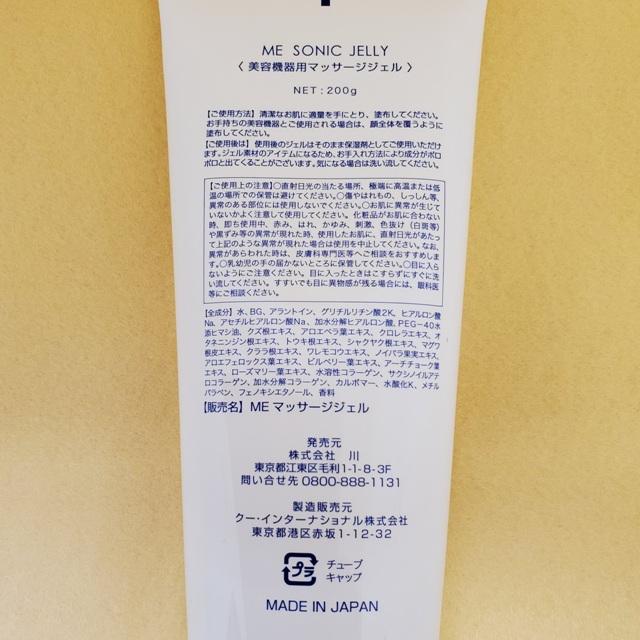 ME SONIC JELLY
〈 美容機器用マッサージジェル 〉
NET : 200g
【ご使用方法】清潔なお肌に適量を手にとり、塗布してください。
お手持ちの美容機器とご使用される場合は、顔全体を覆うように
塗布してください。
【ご使用後は】使用後のジェルはそのまま保湿剤としてご使用いただけ
ます。ジェル素材のアイテムになるため、お手入れ方法により成分がポロ
ポロと出てくることがございます。気になる場合は洗い流してください。
【ご使用上の注意】○直射日光の当たる場所、極端に高温または低
温の場所での保管は避けてください。○傷やはれもの、しっしん等、
異常のある部位には使用しないでください。○お肌に異常が生じて
いないかよく注意して使用してください。化粧品がお肌に合わない
時、即ち使用中、赤み、はれ、かゆみ、刺激、色抜け(白斑等)
や黒ずみ等の異常が現れた時、使用したお肌に、直射日光があたっ
て上記のような異常が現れた場合は使用を中止してください。なお、
異常があらわれた時は、皮膚科専門医等へご相談をおすすめしま
す。○乳幼児の手の届かないところに保管してください。○目に入ら
ないようにご注意ください。目に入ったときはこすらずにすぐに洗
い流してください。すすいでも目に異物感が残る場合には、眼科医
等にご相談ください。
【全成分】水、BG、アラントイン、グリチルリチン酸2K、ヒアルロン酸
Na、アセチルヒアルロン酸Na、加水分解ヒアルロン酸、PEG-40水
添ヒマシ油、クズ根エキス、アロエベラ葉エキス、クロレラエキス、オ
タネニンジン根エキス、トウキ根エキス、シャクヤク根エキス、マグワ
根皮エキス、クララ根エキス、ワレモコウエキス、ノイバラ果実エキス、
アロエフェロックス葉エキス、ビルベリー葉エキス、アーチチョーク葉
エキス、ローズマリー葉エキス、水溶性コラーゲン、サクシノイルアテ
ロコラーゲン、加水分解コラーゲン、カルボマー、水酸化K、メチル
パラベン、フェノキシエタノール、香料
【販売名】MEマッサージジェル
発売元
株式会社 川
東京都江東区毛利1-1-8-3F
問い合せ先 0800-888-1131
製造販売元
クー・インターナショナル株式会社
東京都港区赤坂1-12-32
プラ
チューブ
キャップ
MADE IN JAPAN